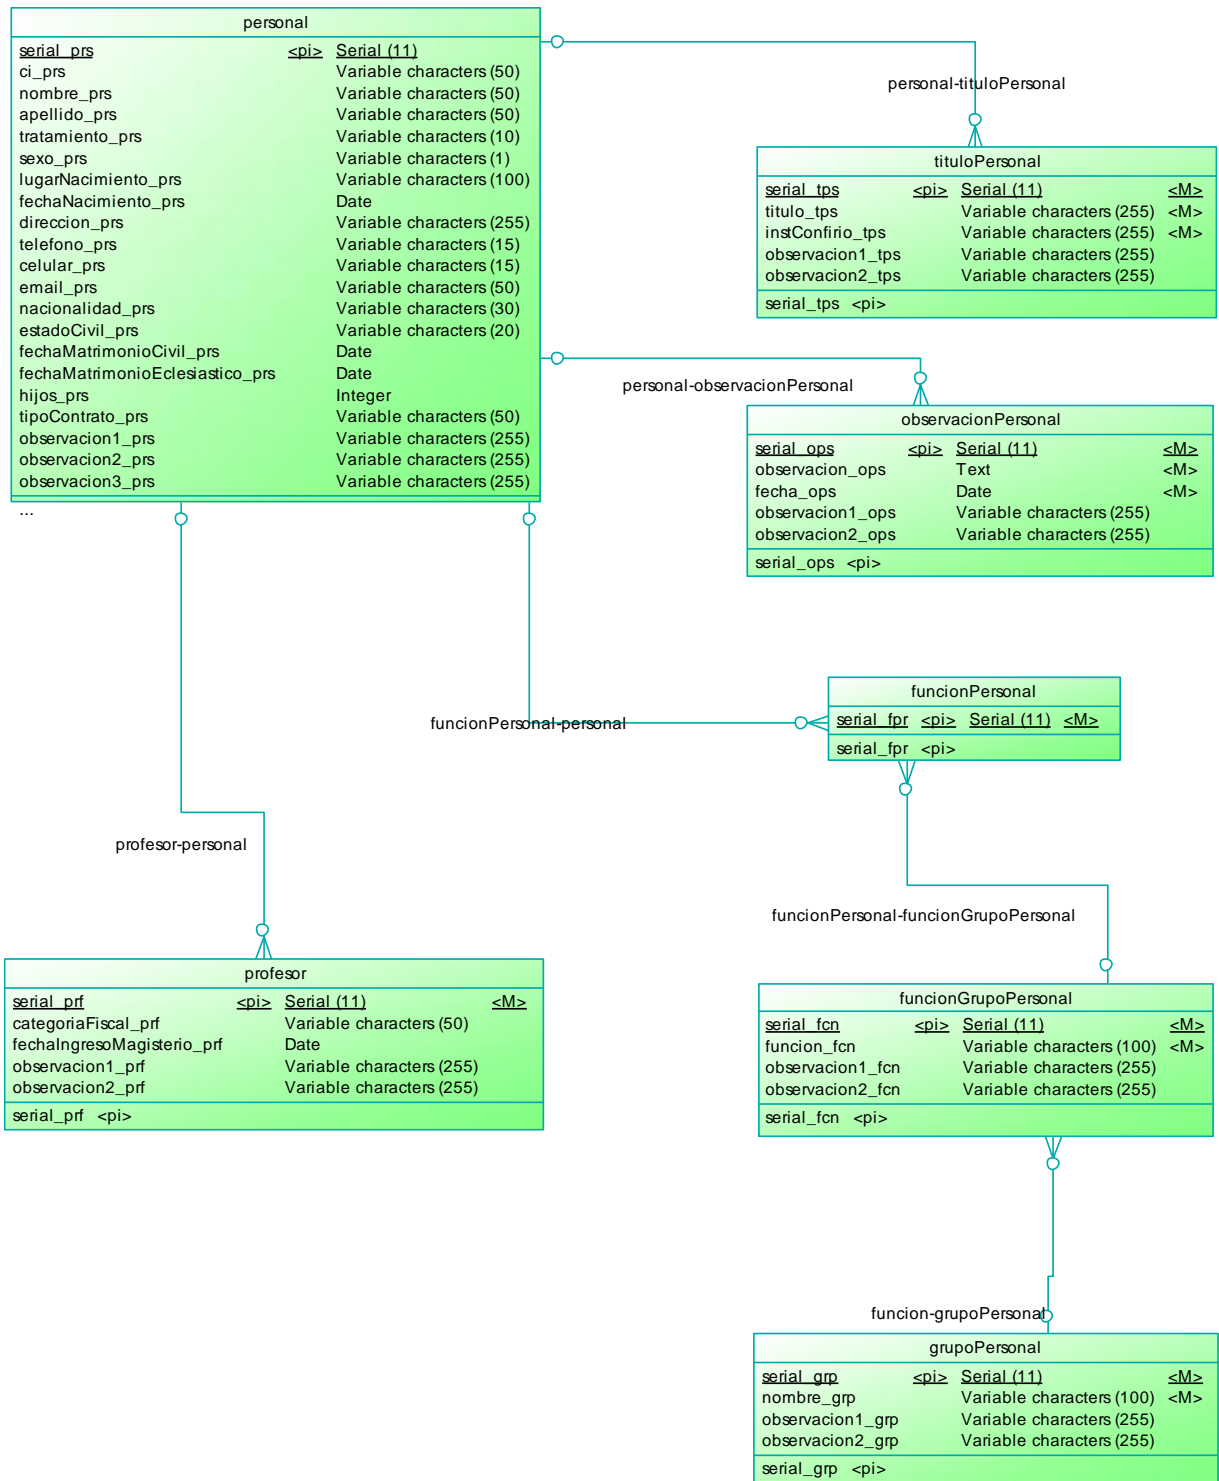 personal
serial_prs <pi> Serial (11)
ci_prs Variable characters (50)
nombre_prs Variable characters (50)
apellido_prs Variable characters (50)
tratamiento_prs Variable characters (10)
sexo_prs Variable characters (1)
lugarNacimiento_prs Variable characters (100)
fechaNacimiento_prs Date
direccion_prs Variable characters (255)
telefono_prs Variable characters (15)
celular_prs Variable characters (15)
email_prs Variable characters (50)
nacionalidad_prs Variable characters (30)
estadoCivil_prs Variable characters (20)
fechaMatrimonioCivil_prs Date
fechaMatrimonioEclesiastico_prs Date
hijos_prs Integer
tipoContrato_prs Variable characters (50)
observacion1_prs Variable characters (255)
observacion2_prs Variable characters (255)
observacion3_prs Variable characters (255)
...
personal-tituloPersonal
tituloPersonal
serial_tps <pi> Serial (11) <M>
titulo_tps Variable characters (255) <M>
instConfirio_tps Variable characters (255) <M>
observacion1_tps Variable characters (255)
observacion2_tps Variable characters (255)
serial_tps <pi>
personal-observacionPersonal
observacionPersonal
serial_ops <pi> Serial (11) <M>
observacion_ops Text <M>
fecha_ops Date <M>
observacion1_ops Variable characters (255)
observacion2_ops Variable characters (255)
serial_ops <pi>
funcionPersonal-personal
funcionPersonal
serial_fpr <pi> Serial (11) <M>
serial_fpr <pi>
profesor-personal
profesor
serial_prf <pi> Serial (11) <M>
categoriaFiscal_prf Variable characters (50)
fechaIngresoMagisterio_prf Date
observacion1_prf Variable characters (255)
observacion2_prf Variable characters (255)
serial_prf <pi>
funcionPersonal-funcionGrupoPersonal
funcionGrupoPersonal
serial_fcn <pi> Serial (11) <M>
funcion_fcn Variable characters (100) <M>
observacion1_fcn Variable characters (255)
observacion2_fcn Variable characters (255)
serial_fcn <pi>
funcion-grupoPersonal
grupoPersonal
serial_grp <pi> Serial (11) <M>
nombre_grp Variable characters (100) <M>
observacion1_grp Variable characters (255)
observacion2_grp Variable characters (255)
serial_grp <pi>